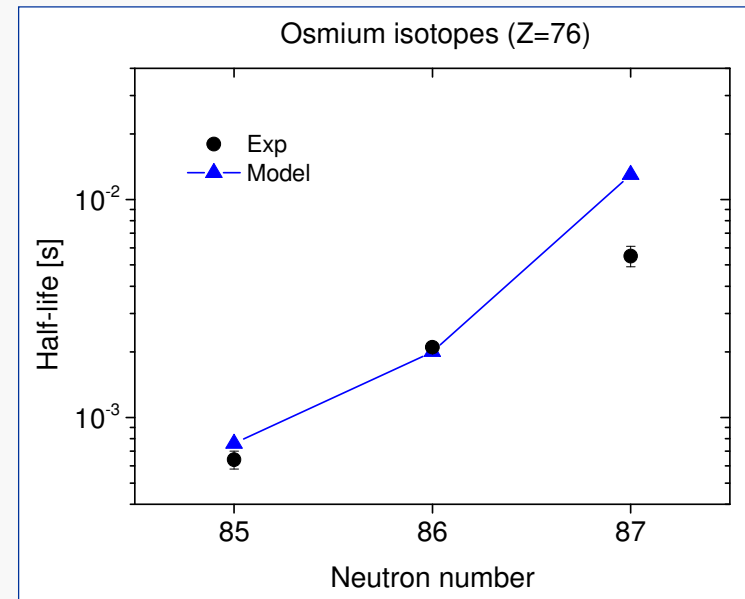 Osmium isotopes (Z=76)
Exp
Model
10⁻²
10⁻³
Half-life [s]
85 86 87
Neutron number